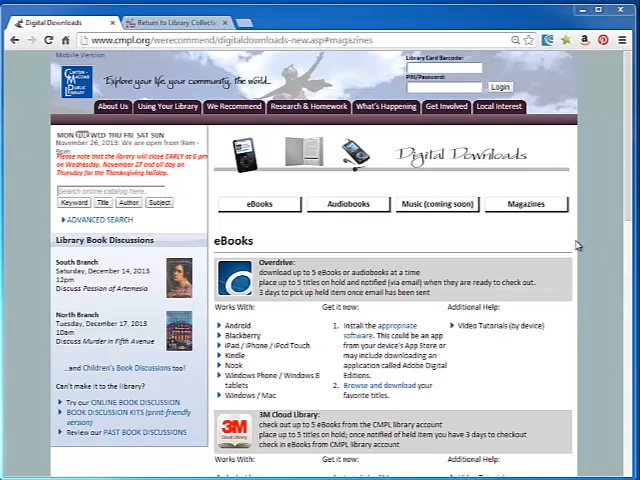 Digital Downloads
Return to Library Collecti
www.cmpl.org/werecommend/digitaldownloads-new.asp#magazines
Mobile Version
CLINTON-MACOMB PUBLIC LIBRARY
Explore your life, your community, the world...
Library Card Barcode:
PIN/Password:
Login
About Us
Using Your Library
We Recommend
Research & Homework
What's Happening
Get Involved
Local Interest
MON TUE WED THU FRI SAT SUN
November 26, 2013: We are open from 9am - 9pm
Please note that the library will close EARLY at 6 pm
on Wednesday, November 27 and all day on
Thursday for the Thanksgiving holiday.
Search online catalog here...
Keyword
Title
Author
Subject
ADVANCED SEARCH
Library Book Discussions
South Branch
Saturday, December 14, 2013
12pm
Discuss Passion of Artemesia
North Branch
Tuesday, December 17, 2013
10am
Discuss Murder in Fifth Avenue
...and Children's Book Discussions too!
Can't make it to the library?
Try our ONLINE BOOK DISCUSSION
BOOK DISCUSSION KITS (print-friendly
version)
Review our PAST BOOK DISCUSSIONS
Digital Downloads
eBooks
Audiobooks
Music (coming soon)
Magazines
eBooks
Overdrive:
download up to 5 eBooks or audiobooks at a time
place up to 5 titles on hold and notified (via email) when they are ready to check out.
3 days to pick up held item once email has been sent
Works With:
Get it now:
Additional Help:
Android
Blackberry
iPad / iPhone / iPod Touch
Kindle
Nook
Windows Phone / Windows 8
tablets
Windows / Mac
1. Install the appropriate
software. This could be an app
from your device's App Store or
may include downloading an
application called Adobe Digital
Editions.
2. Browse and download your
favorite titles.
Video Tutorials (by device)
3M
Cloud Library
3M Cloud Library:
check out up to 5 eBooks from the CMPL library account
place up to 5 titles on hold; once notified of held item you have 3 days to checkout
check in eBooks from CMPL library account
Works With:
Get it now:
Additional Help: